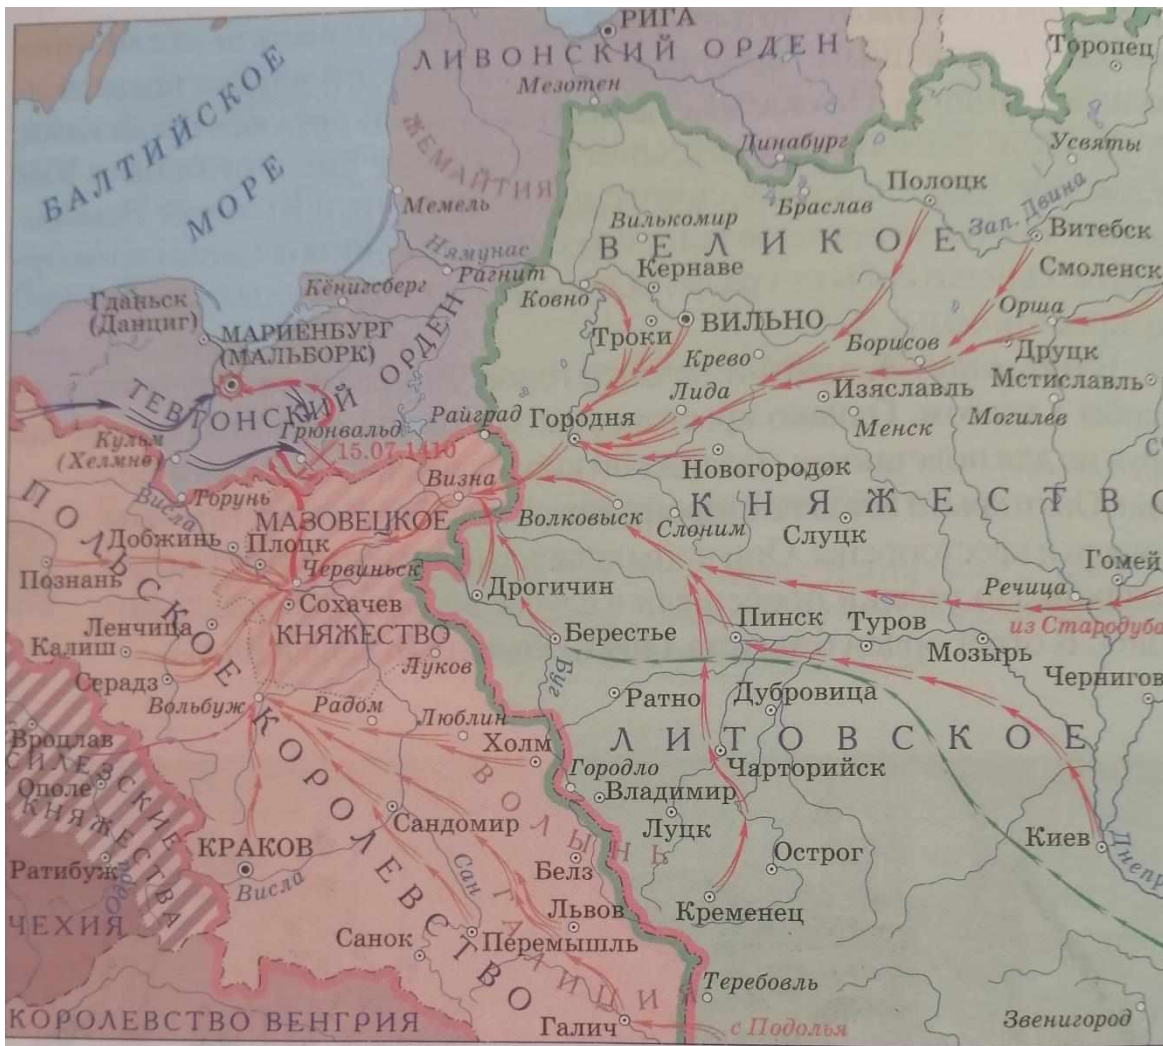 РИГА
ЛИВОНСКИЙ ОРДЕН
Торопец
Мезотен
БАЛТИЙСКОЕ
МОРЕ
ЖЕМАЙТИЯ
Динабург
Усвяты
Полоцк
Мемель
Браслав
Зап. Двина
Вилькомир
Витебск
ВЕЛИКОЕ
Нямунас
Рагнит
Кернаве
Смоленск
Ковно
Кёнигсберг
Орша
Гданьск
(Данциг)
МАРИЕНБУРГ
(МАЛЬБОРК)
ВИЛЬНО
Троки
Крево
Борисов
Друцк
ТЕВТОНСКИЙ ОРДЕН
Лида
Изяславль
Мстиславль
Райград
Городня
Менск
Могилев
Кульм
(Хелмно)
Грюнвальд
15.07.1410
Новогородок
Визна
Висла
Торунь
КНЯЖЕСТВО
ПОЛЬСКОЕ
МАЗОВЕЦКОЕ
Волковыск
Слоним
Слуцк
Добжинь
Плоцк
Гомей
Познань
Червиньск
Дрогичин
Речица
Сохачев
из Стародуба
Ленчица
КНЯЖЕСТВО
Берестье
Пинск
Туров
Калиш
Луков
Мозырь
Серадз
Буг
Чернигов
Вольбуж
Радом
Ратно
Дубровица
Люблин
Вроцлав
КОРОЛЕВСТВО
Холм
ЛИТОВСКОЕ
СИЛЕЗСКИЕ
КНЯЖЕСТВА
Ополе
Городло
Чарторийск
ВОЛЫНЬ
Владимир
Сандомир
Луцк
Киев
Днепр
КРАКОВ
Острог
Ратибуж
Одра
Висла
Сан
Белз
ЧЕХИЯ
ГАЛИЦИЯ
Львов
Кременец
Санок
Перемышль
Теребовль
КОРОЛЕВСТВО ВЕНГРИЯ
Галич
с Подолья
Звенигород